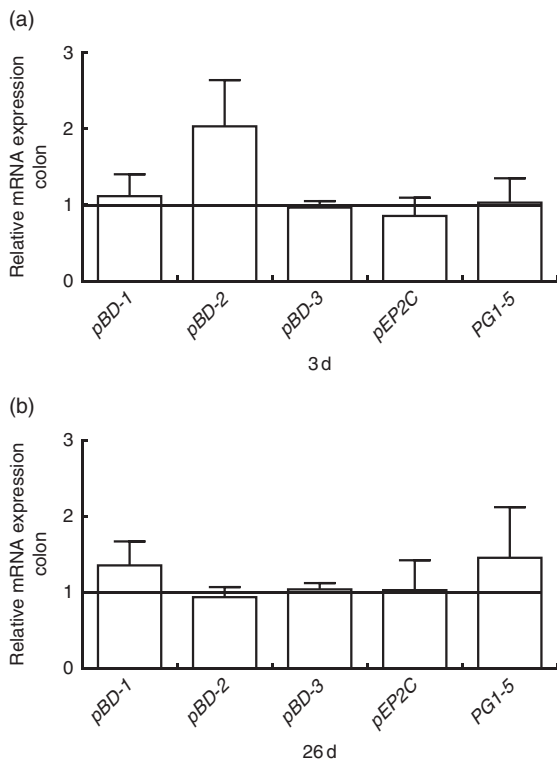 (a)
Relative mRNA expression
colon
3
2
1
0
pBD-1 pBD-2 pBD-3 pEP2C PG1-5
3 d
(b)
Relative mRNA expression
colon
3
2
1
0
pBD-1 pBD-2 pBD-3 pEP2C PG1-5
26 d